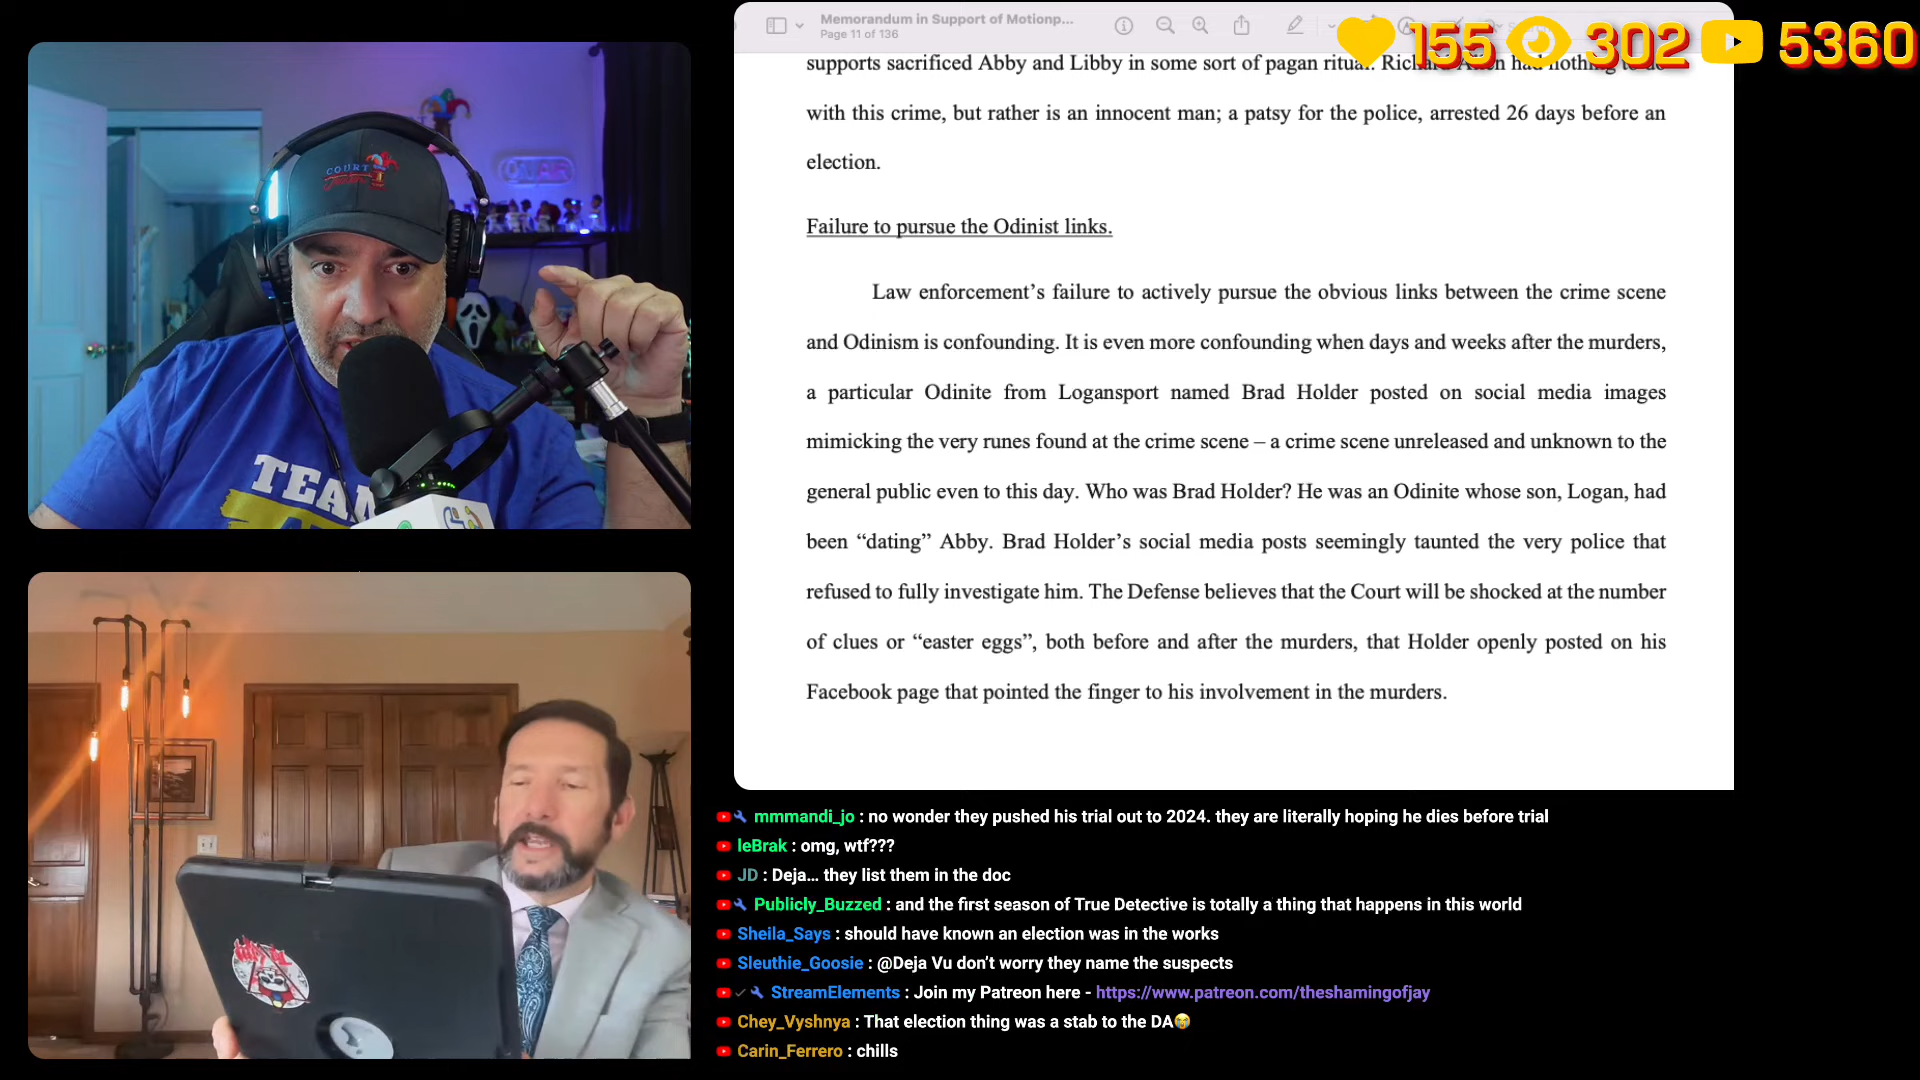 Memorandum in Support of Motionp...
Page 11 of 136
155
302
5360
supports sacrificed Abby and Libby in some sort of pagan ritual. Richard Allen had nothing to do
with this crime, but rather is an innocent man; a patsy for the police, arrested 26 days before an
election.
Failure to pursue the Odinist links.
Law enforcement’s failure to actively pursue the obvious links between the crime scene
and Odinism is confounding. It is even more confounding when days and weeks after the murders,
a particular Odinite from Logansport named Brad Holder posted on social media images
mimicking the very runes found at the crime scene – a crime scene unreleased and unknown to the
general public even to this day. Who was Brad Holder? He was an Odinite whose son, Logan, had
been “dating” Abby. Brad Holder’s social media posts seemingly taunted the very police that
refused to fully investigate him. The Defense believes that the Court will be shocked at the number
of clues or “easter eggs”, both before and after the murders, that Holder openly posted on his
Facebook page that pointed the finger to his involvement in the murders.
COURT
TEAM
mmmandi_jo : no wonder they pushed his trial out to 2024. they are literally hoping he dies before trial
leBrak : omg, wtf???
JD : Deja... they list them in the doc
Publicly_Buzzed : and the first season of True Detective is totally a thing that happens in this world
Sheila_Says : should have known an election was in the works
Sleuthie_Goosie : @Deja Vu don’t worry they name the suspects
StreamElements : Join my Patreon here - https://www.patreon.com/theshamingofjay
Chey_Vyshnya : That election thing was a stab to the DA😭
Carin_Ferrero : chills